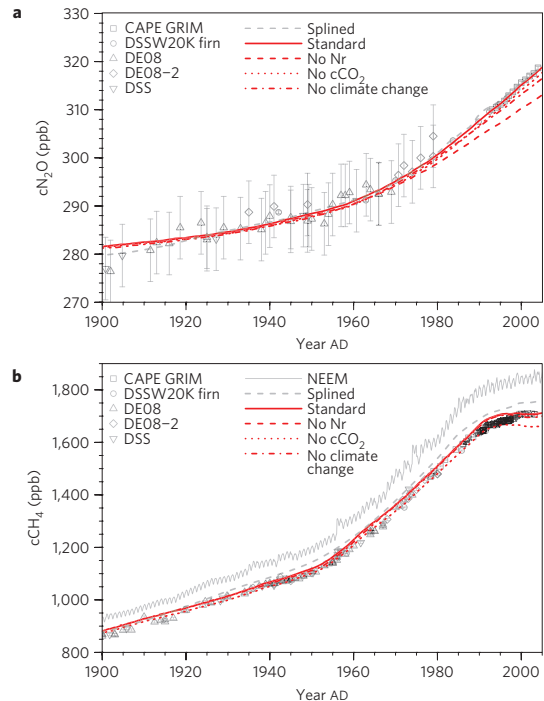 a
CAPE GRIM
DSSW20K firn
DE08
DE08−2
DSS
Splined
Standard
No Nr
No cCO₂
No climate change
330
320
310
300
290
280
270
cN₂O (ppb)
1900
1920
1940
1960
1980
2000
Year AD
b
CAPE GRIM
DSSW20K firn
DE08
DE08−2
DSS
NEEM
Splined
Standard
No Nr
No cCO₂
No climate
change
1,800
1,600
1,400
1,200
1,000
800
cCH₄ (ppb)
1900
1920
1940
1960
1980
2000
Year AD